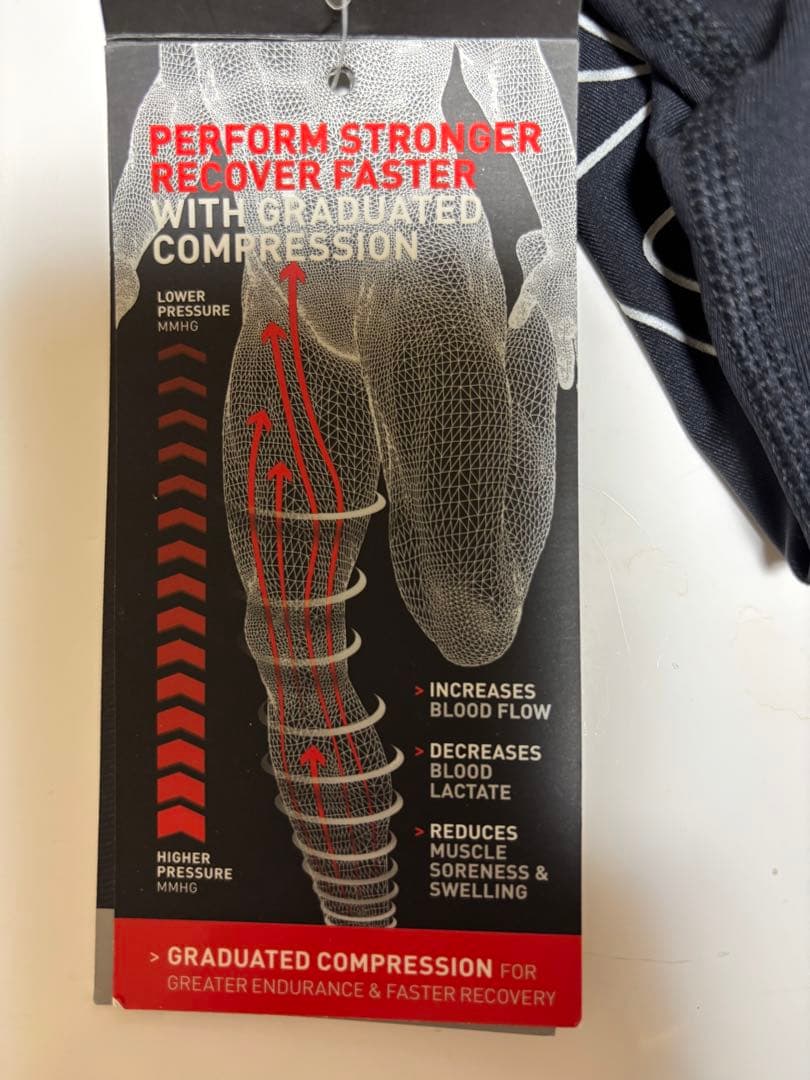 PERFORM STRONGER
RECOVER FASTER
WITH GRADUATED
COMPRESSION
LOWER
PRESSURE
MMHG
> INCREASES
BLOOD FLOW
> DECREASES
BLOOD
LACTATE
> REDUCES
MUSCLE
SORENESS &
SWELLING
HIGHER
PRESSURE
MMHG
> GRADUATED COMPRESSION FOR
GREATER ENDURANCE & FASTER RECOVERY